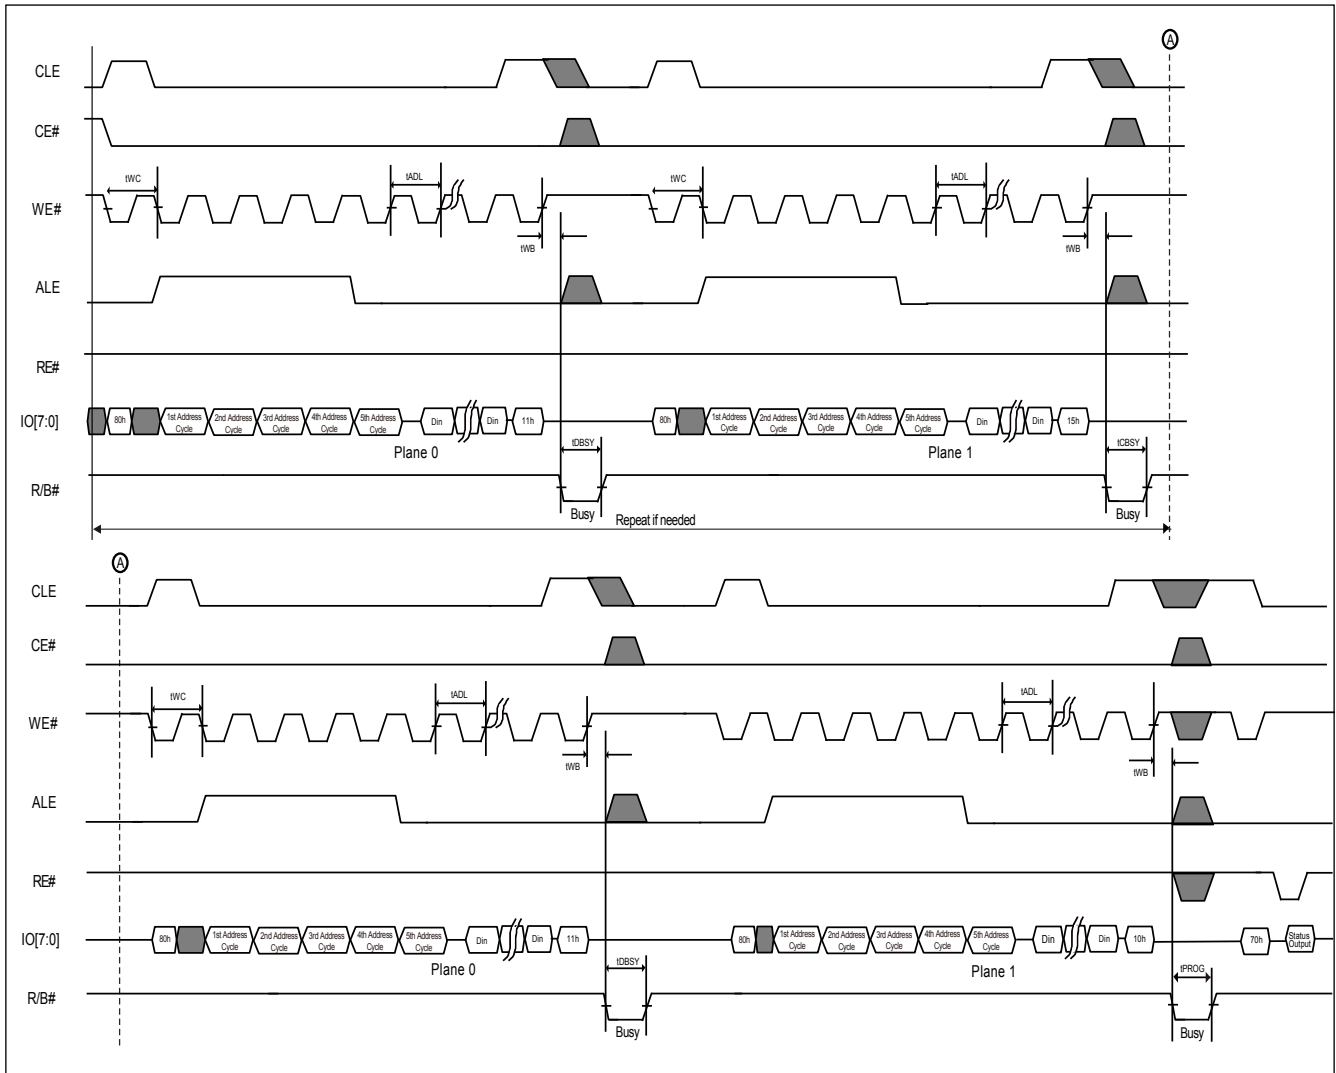 A
CLE
CE#
tWC
tADL
tWC
tADL
WE#
tWB
tWB
ALE
RE#
IO[7:0]
80h
1st Address Cycle
2nd Address Cycle
3rd Address Cycle
4th Address Cycle
5th Address Cycle
Din
Din
11h
80h
1st Address Cycle
2nd Address Cycle
3rd Address Cycle
4th Address Cycle
5th Address Cycle
Din
Din
15h
Plane 0
Plane 1
tDBSY
tCBSY
R/B#
Busy
Busy
Repeat if needed
A
CLE
CE#
tWC
tADL
tADL
WE#
tWB
tWB
ALE
RE#
IO[7:0]
80h
1st Address Cycle
2nd Address Cycle
3rd Address Cycle
4th Address Cycle
5th Address Cycle
Din
Din
11h
80h
1st Address Cycle
2nd Address Cycle
3rd Address Cycle
4th Address Cycle
5th Address Cycle
Din
Din
10h
70h
Status Output
Plane 0
Plane 1
tDBSY
tPROG
R/B#
Busy
Busy